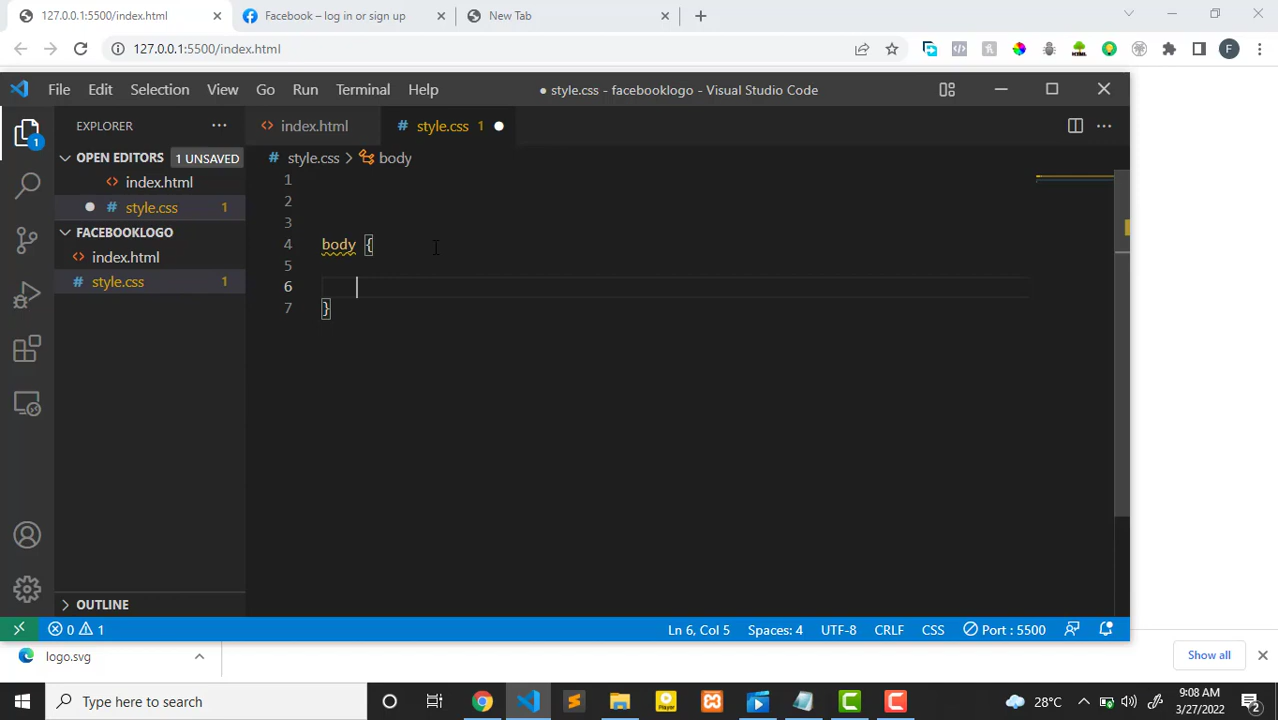 127.0.0.1:5500/index.html
Facebook – log in or sign up
New Tab
127.0.0.1:5500/index.html
F
File Edit Selection View Go Run Terminal Help
● style.css - facebooklogo - Visual Studio Code
EXPLORER
index.html
style.css 1
OPEN EDITORS
1 UNSAVED
style.css > body
index.html
style.css 1
FACEBOOKLOGO
index.html
style.css 1
1
1
2
3
4 body {
5
6
7 }
OUTLINE
0 1
Ln 6, Col 5
Spaces: 4
UTF-8
CRLF
CSS
Port : 5500
logo.svg
Show all
Type here to search
Player
28°C
9:08 AM
3/27/2022
2